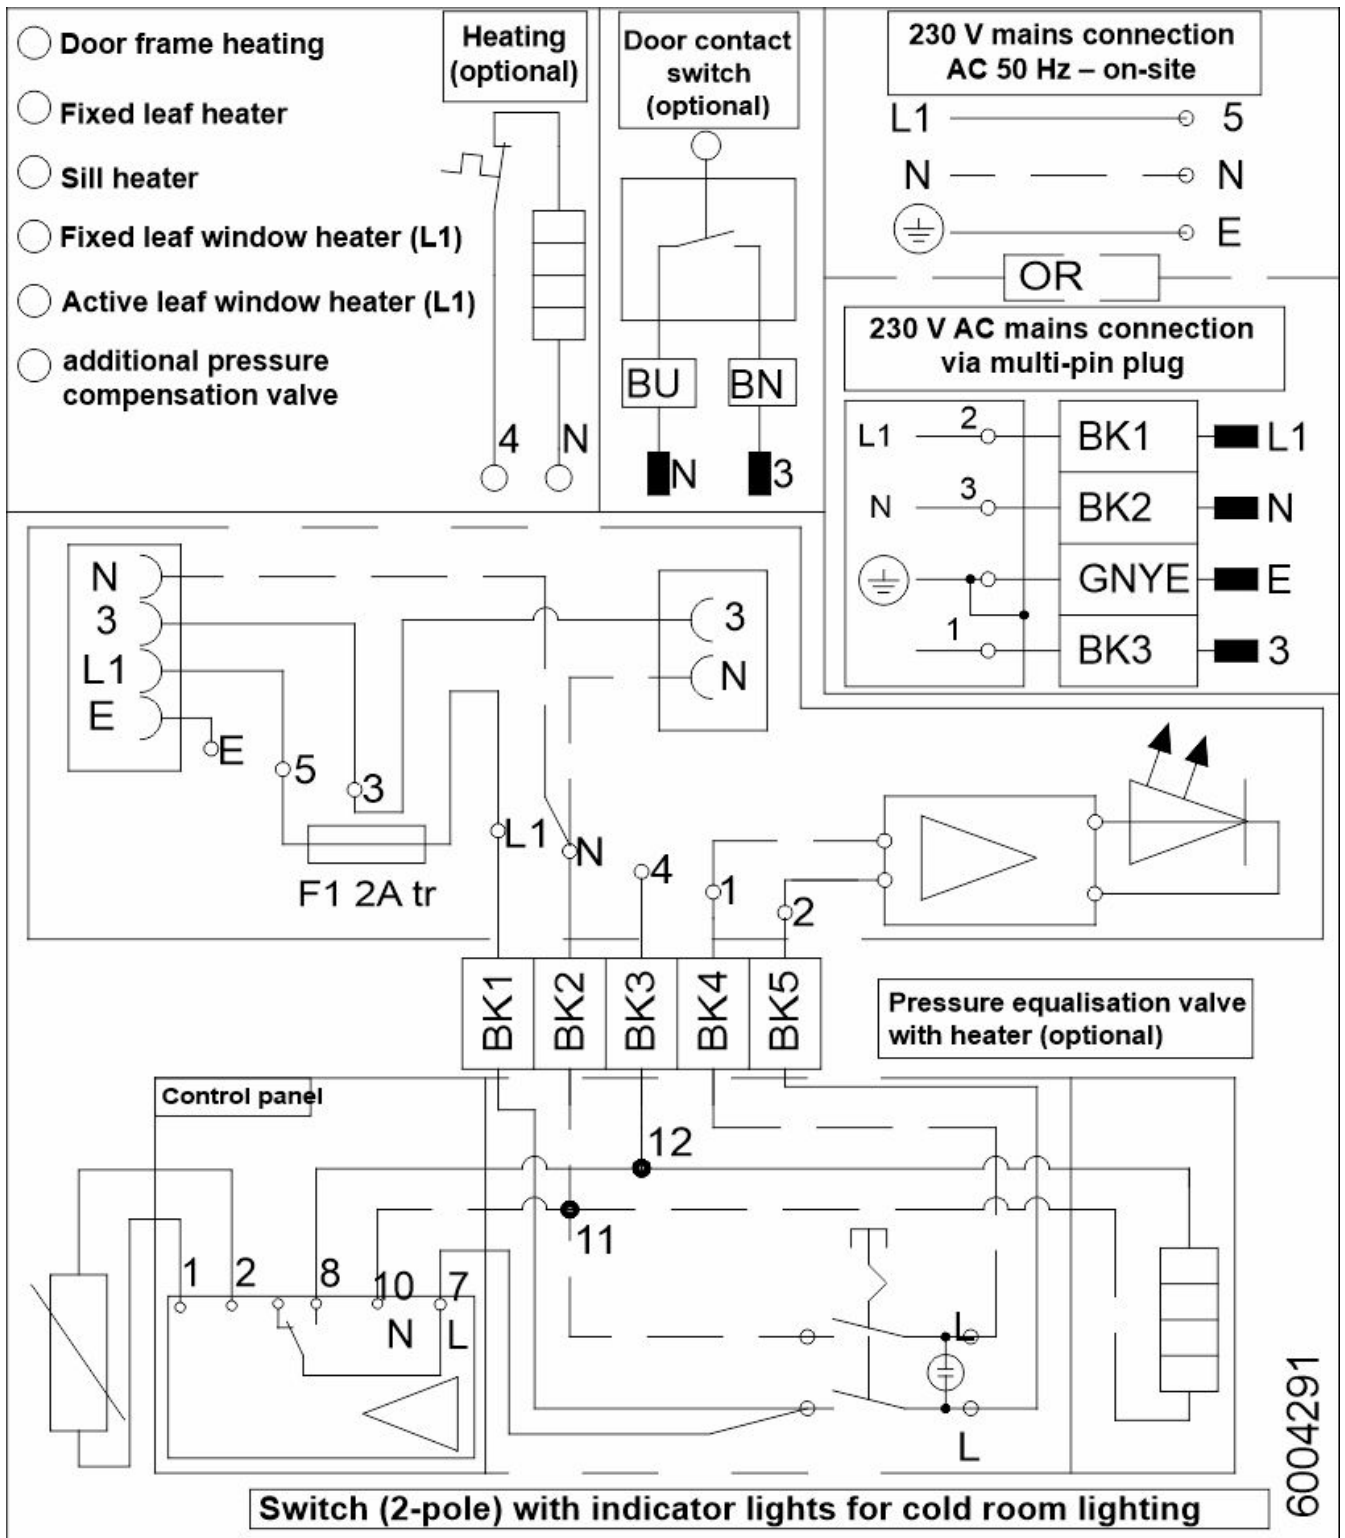 Door frame heating
Fixed leaf heater
Sill heater
Fixed leaf window heater (L1)
Active leaf window heater (L1)
additional pressure
compensation valve
Heating
(optional)
4 N
Door contact
switch
(optional)
BU BN
N 3
230 V mains connection
AC 50 Hz – on-site
L1 5
N N
E
OR
230 V AC mains connection
via multi-pin plug
L1 2 BK1 L1
N 3 BK2 N
GNYE E
1 BK3 3
N
3
L1
E
E
5
3
3
N
F1 2A tr
L1
N
4
1
2
BK1 BK2 BK3 BK4 BK5
Pressure equalisation valve
with heater (optional)
Control panel
12
11
1 2 8 10 7
N L
L
L
Switch (2-pole) with indicator lights for cold room lighting
6004291